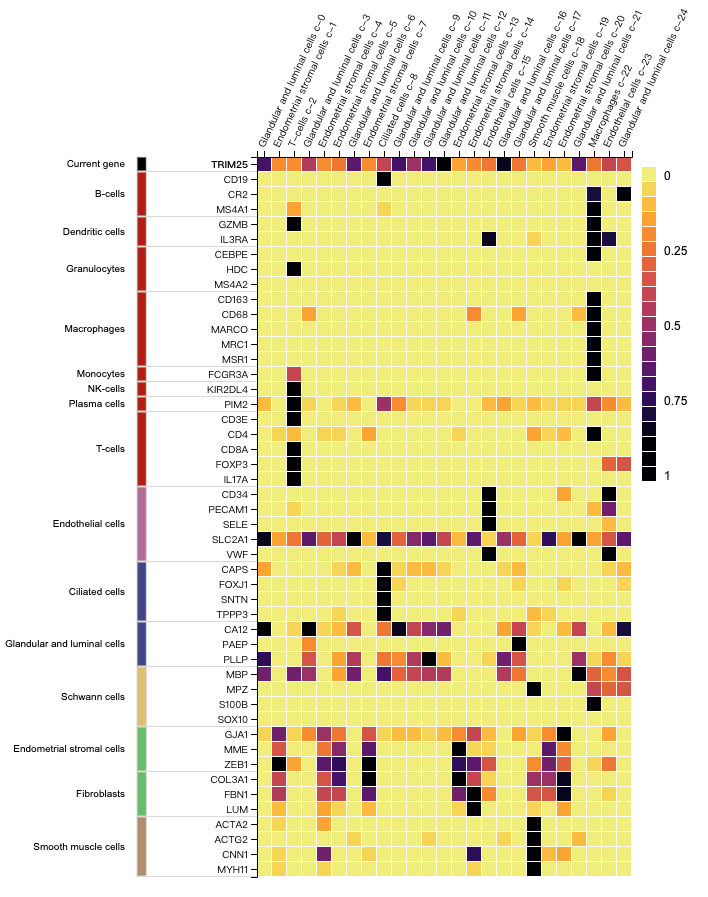 Glandular and luminal cells c-0
Endometrial stromal cells c-1
T-cells c-2
Glandular and luminal cells c-3
Endometrial stromal cells c-4
Endometrial stromal cells c-5
Glandular and luminal cells c-6
Endometrial stromal cells c-7
Ciliated cells c-8
Glandular and luminal cells c-9
Glandular and luminal cells c-10
Glandular and luminal cells c-11
Glandular and luminal cells c-12
Endometrial stromal cells c-13
Endometrial stromal cells c-14
Endothelial cells c-15
Glandular and luminal cells c-16
Glandular and luminal cells c-17
Smooth muscle cells c-18
Endometrial stromal cells c-19
Endometrial stromal cells c-20
Glandular and luminal cells c-21
Macrophages c-22
Endothelial cells c-23
Glandular and luminal cells c-24
Current gene
TRIM25
B-cells
CD19
CR2
MS4A1
Dendritic cells
GZMB
IL3RA
Granulocytes
CEBPE
HDC
MS4A2
Macrophages
CD163
CD68
MARCO
MRC1
MSR1
Monocytes
FCGR3A
NK-cells
KIR2DL4
Plasma cells
PIM2
T-cells
CD3E
CD4
CD8A
FOXP3
IL17A
Endothelial cells
CD34
PECAM1
SELE
SLC2A1
VWF
Ciliated cells
CAPS
FOXJ1
SNTN
TPPP3
Glandular and luminal cells
CA12
PAEP
PLLP
Schwann cells
MBP
MPZ
S100B
SOX10
Endometrial stromal cells
GJA1
MME
ZEB1
Fibroblasts
COL3A1
FBN1
LUM
Smooth muscle cells
ACTA2
ACTG2
CNN1
MYH11
0
0.25
0.5
0.75
1